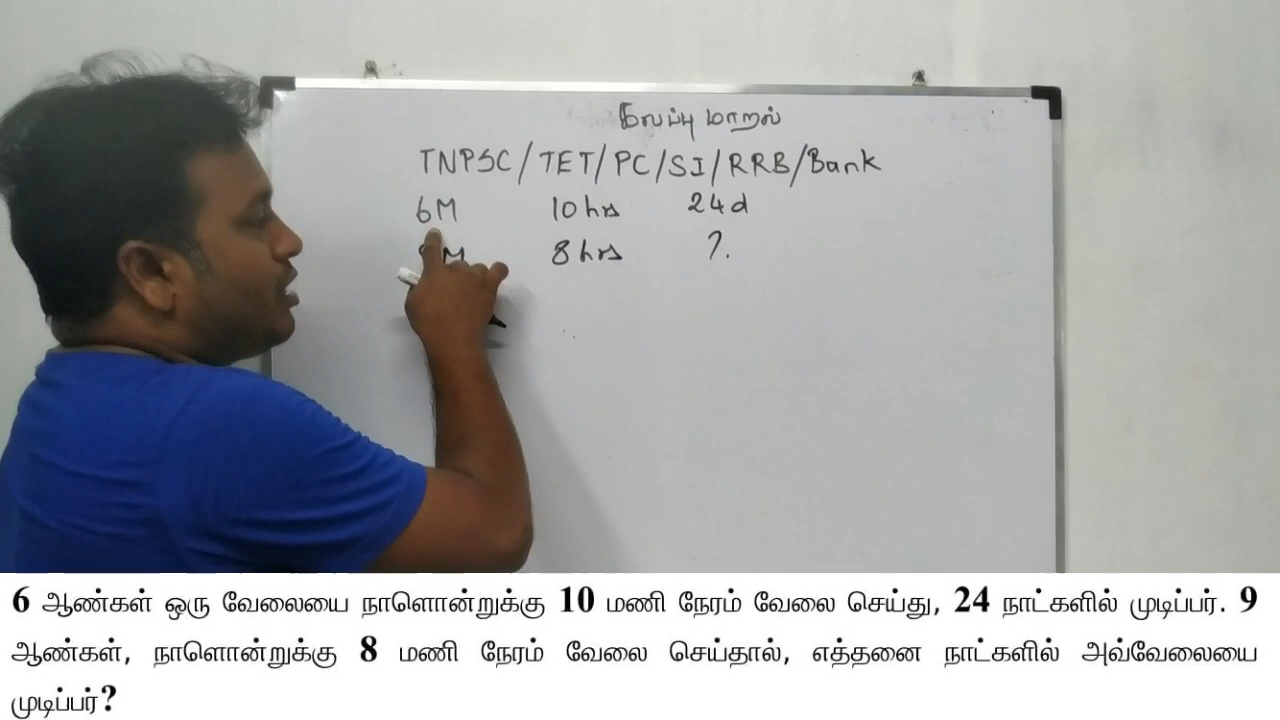 கலப்பு மாறல்
TNPSC/TET/PC/SI/RRB/Bank
6M 10hrs 24d
9M 8hrs ?.
6 ஆண்கள் ஒரு வேலையை நாளொன்றுக்கு 10 மணி நேரம் வேலை செய்து, 24 நாட்களில் முடிப்பர். 9
ஆண்கள், நாளொன்றுக்கு 8 மணி நேரம் வேலை செய்தால், எத்தனை நாட்களில் அவ்வேலையை
முடிப்பர்?